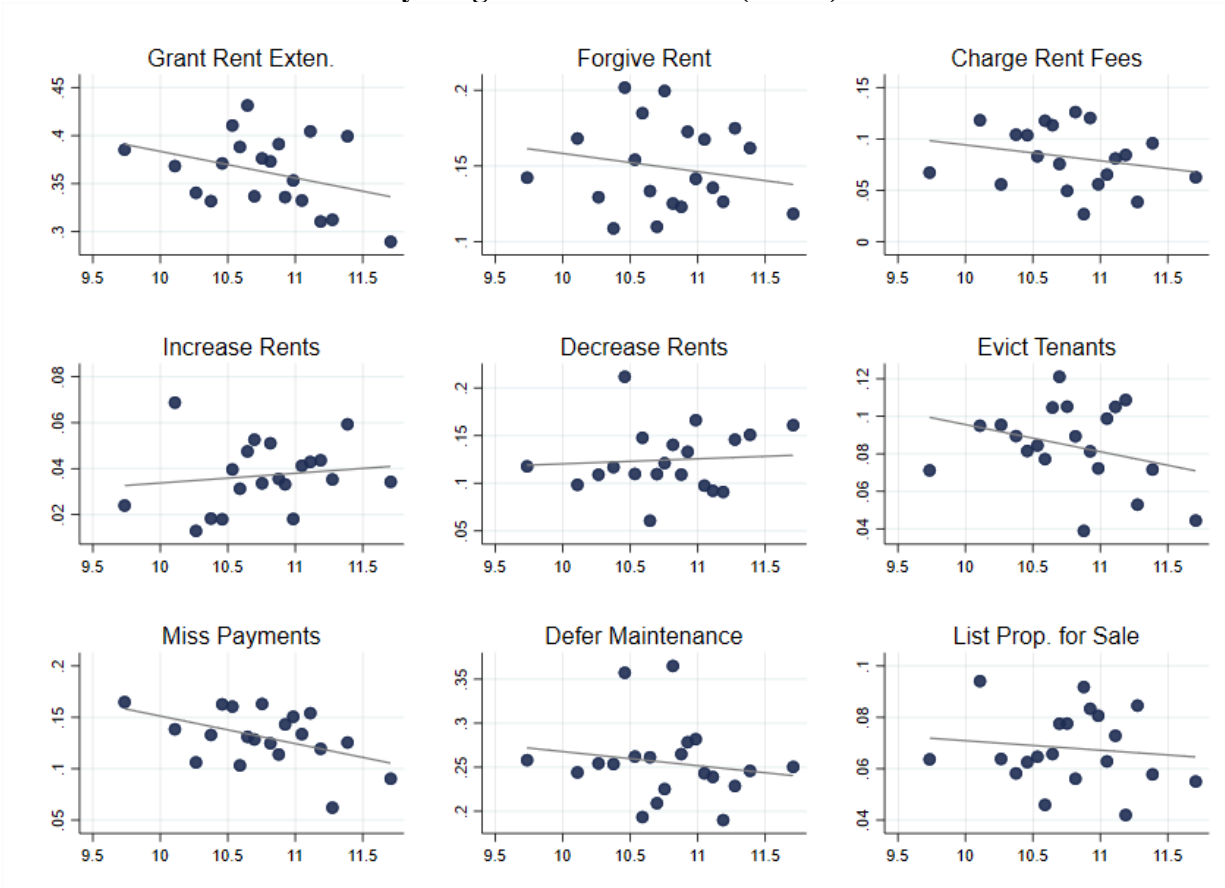 Grant Rent Exten. Forgive Rent Charge Rent Fees
.45 .4 .35 .3
9.5 10 10.5 11 11.5
.2 .15 .1
9.5 10 10.5 11 11.5
.15 .1 .05 0
9.5 10 10.5 11 11.5
Increase Rents Decrease Rents Evict Tenants
.08 .06 .04 .02
9.5 10 10.5 11 11.5
.2 .15 .1 .05
9.5 10 10.5 11 11.5
.12 .1 .08 .06 .04
9.5 10 10.5 11 11.5
Miss Payments Defer Maintenance List Prop. for Sale
.2 .15 .1 .05
9.5 10 10.5 11 11.5
.35 .3 .25 .2
9.5 10 10.5 11 11.5
.1 .08 .06 .04
9.5 10 10.5 11 11.5